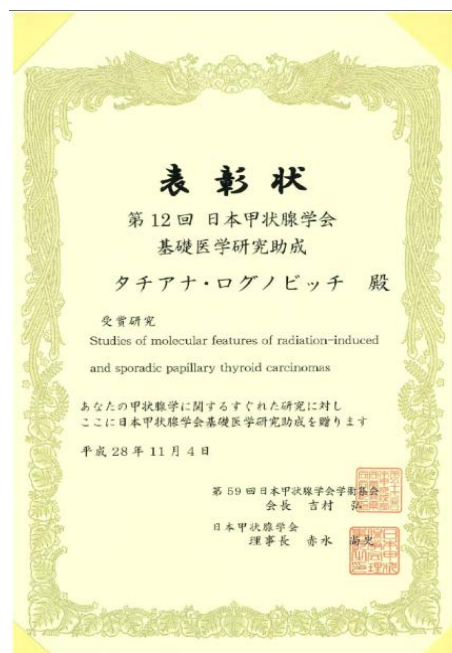 表彰状
第12回 日本甲状腺学会
基礎医学研究助成
タチアナ・ログノビッチ 殿
受賞研究
Studies of molecular features of radiation-induced
and sporadic papillary thyroid carcinomas
あなたの甲状腺学に関するすぐれた研究に対し
ここに日本甲状腺学会基礎医学研究助成を贈ります
平成28年11月4日
第59回日本甲状腺学会学術集会
会長 吉村 弘
日本甲状腺学会
理事長 赤水 尚史